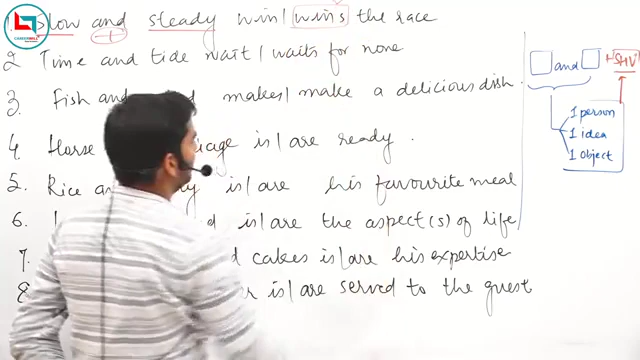 Slow and steady win/wins the race
2. Time and tide wait/waits for none
3. Fish and makes/make a delicious dish.
4. Horse is/are ready.
5. Rice is/are his favourite meal
6. is/are the aspect(s) of life
7. cakes is/are his expertise
8 is/are served to the guest
and +SHV
1 person
1 idea
1 object